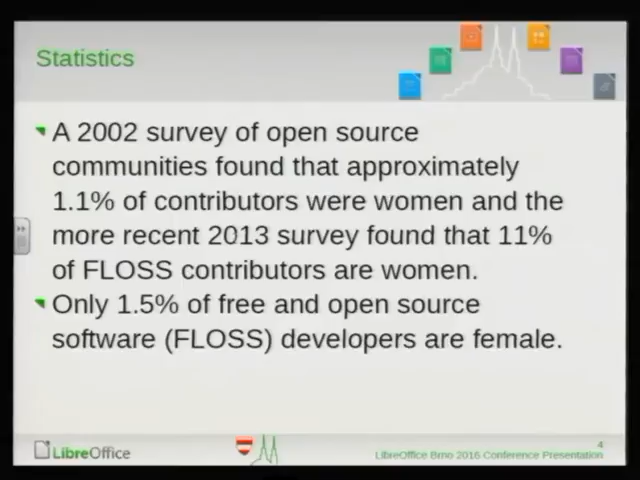 Statistics
A 2002 survey of open source
communities found that approximately
1.1% of contributors were women and the
more recent 2013 survey found that 11%
of FLOSS contributors are women.
Only 1.5% of free and open source
software (FLOSS) developers are female.
LibreOffice
4
LibreOffice Brno 2016 Conference Presentation